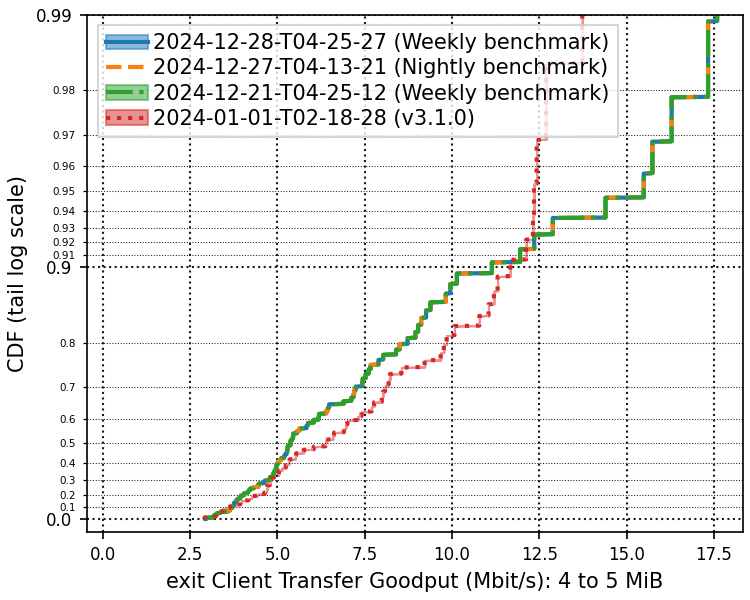 0.99
2024-12-28-T04-25-27 (Weekly benchmark)
2024-12-27-T04-13-21 (Nightly benchmark)
2024-12-21-T04-25-12 (Weekly benchmark)
2024-01-01-T02-18-28 (v3.1.0)
0.98
0.97
0.96
0.95
0.94
0.93
0.92
0.91
0.9
0.8
0.7
0.6
0.5
0.4
0.3
0.2
0.1
0.0
CDF (tail log scale)
0.0 2.5 5.0 7.5 10.0 12.5 15.0 17.5
exit Client Transfer Goodput (Mbit/s): 4 to 5 MiB